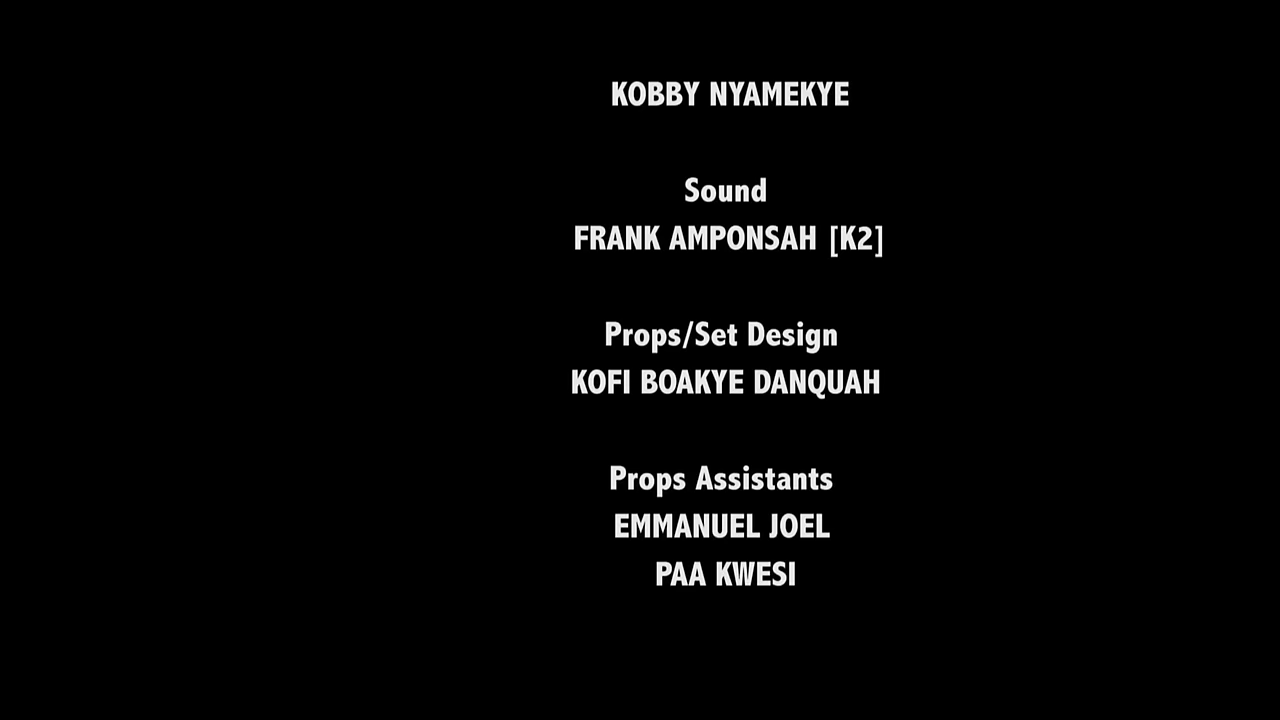 KOBBY NYAMEKYE
Sound
FRANK AMPONSAH [K2]
Props/Set Design
KOFI BOAKYE DANQUAH
Props Assistants
EMMANUEL JOEL
PAA KWESI